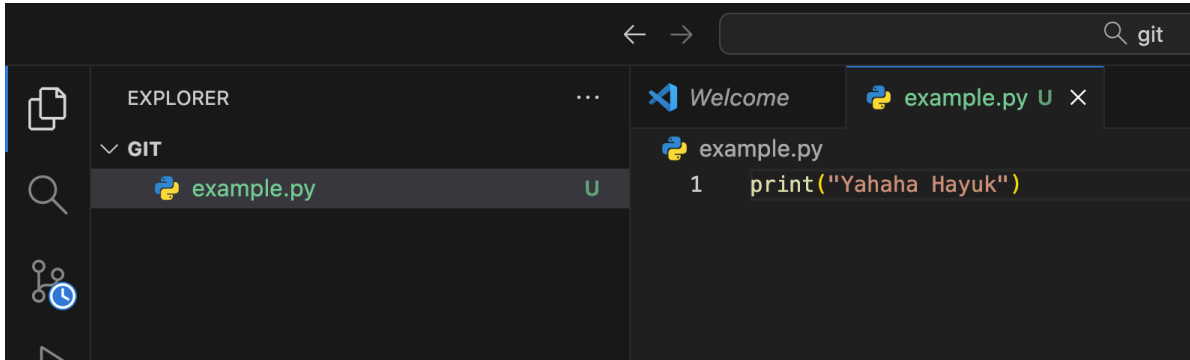 git
EXPLORER ...
GIT
example.py U
Welcome
example.py U
example.py
1 print("Yahaha Hayuk")